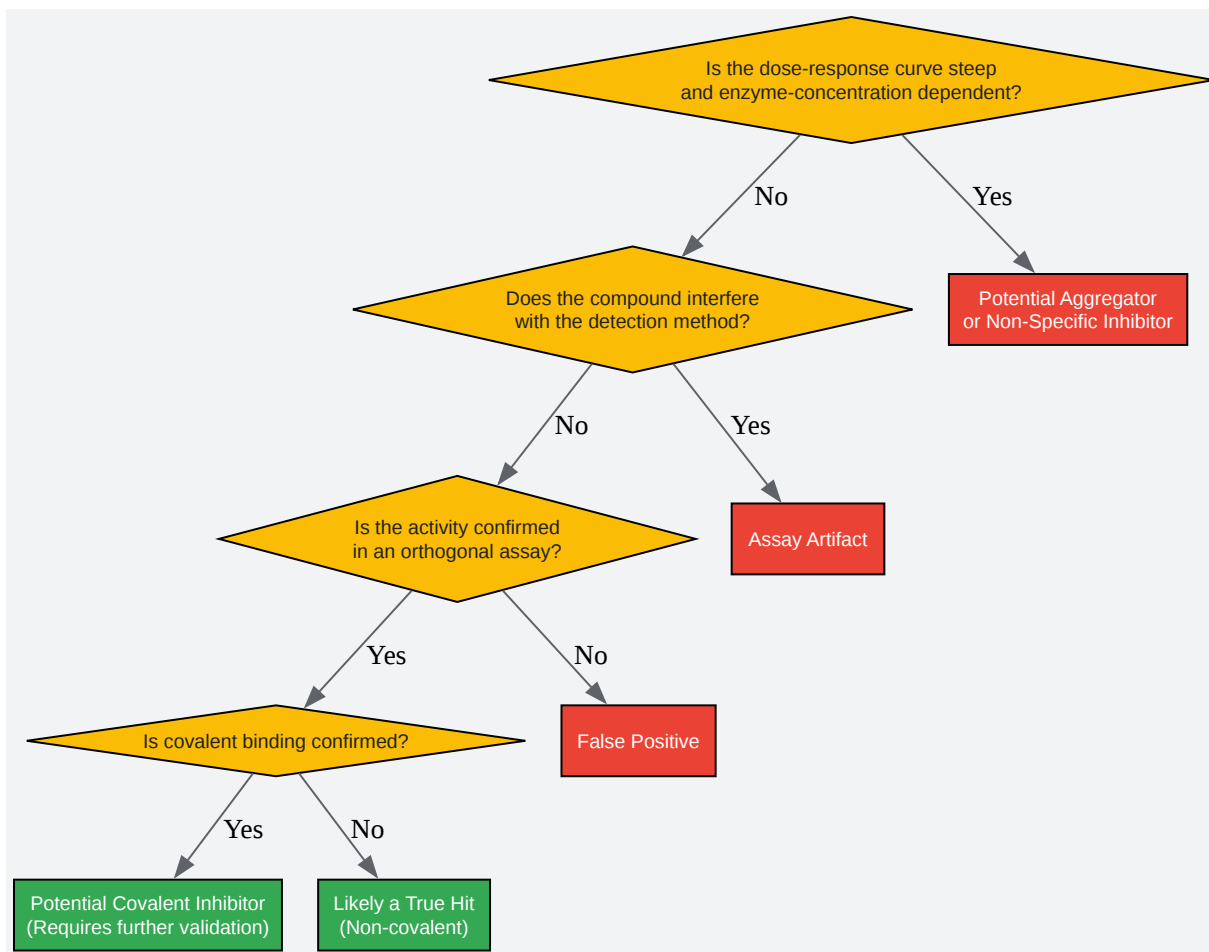 Is the dose-response curve steep
and enzyme-concentration dependent?
No
Yes
Does the compound interfere
with the detection method?
Potential Aggregator
or Non-Specific Inhibitor
No
Yes
Is the activity confirmed
in an orthogonal assay?
Assay Artifact
Yes
No
Is covalent binding confirmed?
False Positive
Yes
No
Potential Covalent Inhibitor
(Requires further validation)
Likely a True Hit
(Non-covalent)